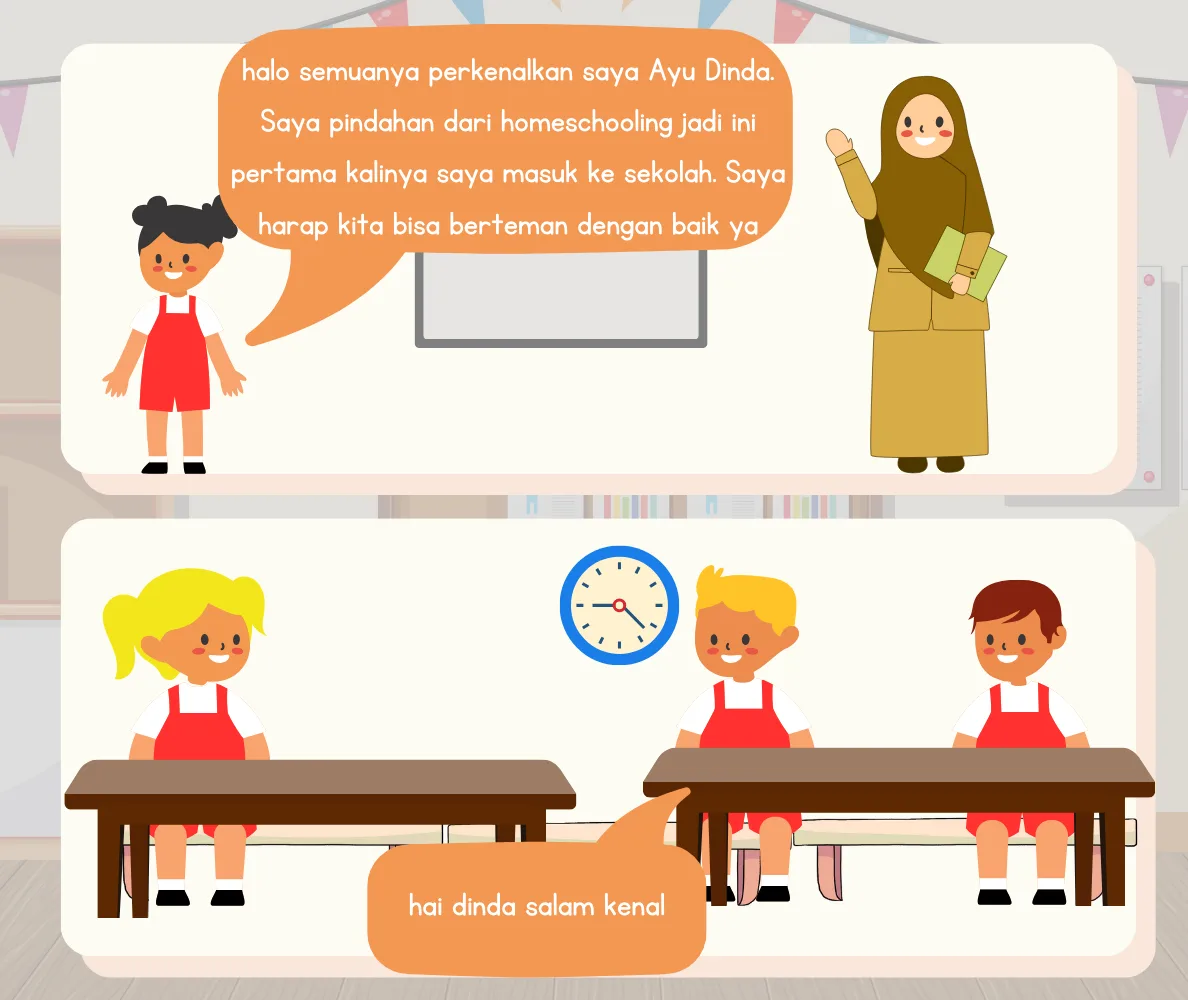 halo semuanya perkenalkan saya Ayu Dinda.
Saya pindahan dari homeschooling jadi ini
pertama kalinya saya masuk ke sekolah. Saya
harap kita bisa berteman dengan baik ya
hai dinda salam kenal